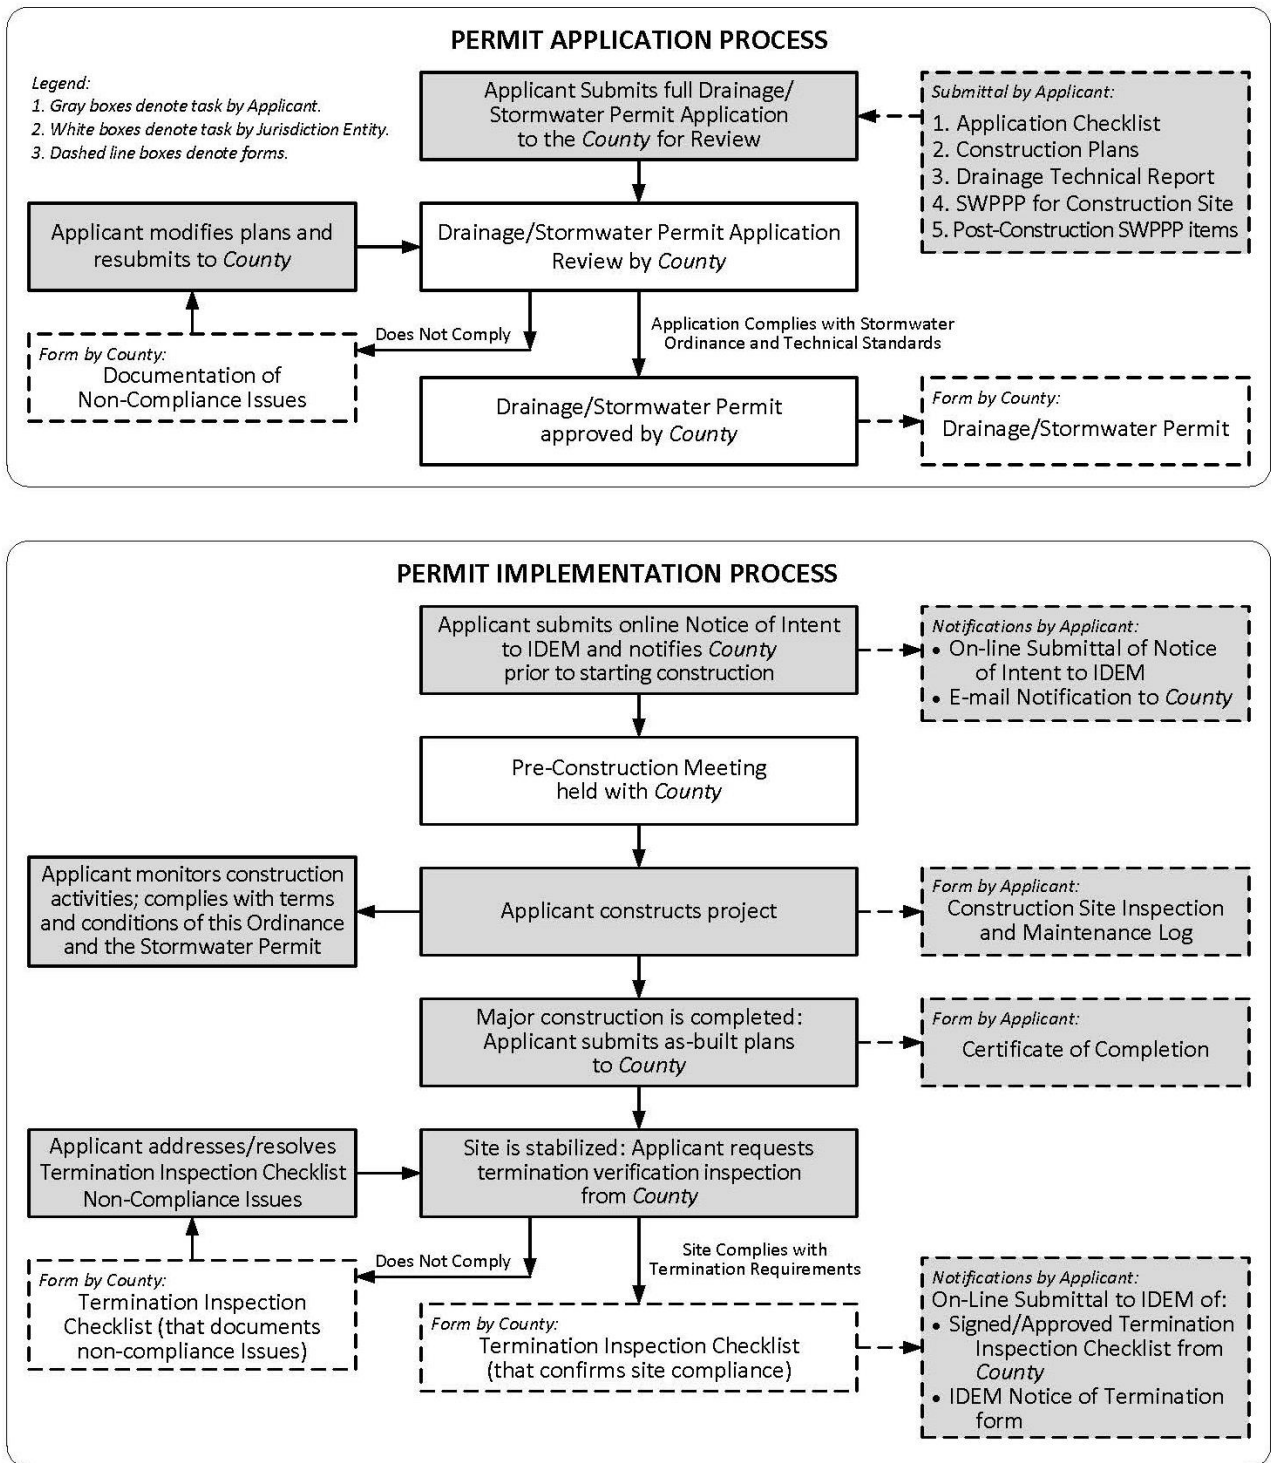 PERMIT APPLICATION PROCESS
Legend:
1. Gray boxes denote task by Applicant.
2. White boxes denote task by Jurisdiction Entity.
3. Dashed line boxes denote forms.
Applicant Submits full Drainage/
Stormwater Permit Application
to the County for Review
Submittal by Applicant:
1. Application Checklist
2. Construction Plans
3. Drainage Technical Report
4. SWPPP for Construction Site
5. Post-Construction SWPPP items
Applicant modifies plans and
resubmits to County
Drainage/Stormwater Permit Application
Review by County
Does Not Comply
Application Complies with Stormwater
Ordinance and Technical Standards
Form by County:
Documentation of
Non-Compliance Issues
Drainage/Stormwater Permit
approved by County
Form by County:
Drainage/Stormwater Permit
PERMIT IMPLEMENTATION PROCESS
Applicant submits online Notice of Intent
to IDEM and notifies County
prior to starting construction
Notifications by Applicant:
• On-line Submittal of Notice
of Intent to IDEM
• E-mail Notification to County
Pre-Construction Meeting
held with County
Applicant monitors construction
activities; complies with terms
and conditions of this Ordinance
and the Stormwater Permit
Applicant constructs project
Form by Applicant:
Construction Site Inspection
and Maintenance Log
Major construction is completed:
Applicant submits as-built plans
to County
Form by Applicant:
Certificate of Completion
Applicant addresses/resolves
Termination Inspection Checklist
Non-Compliance Issues
Site is stabilized: Applicant requests
termination verification inspection
from County
Does Not Comply
Site Complies with
Termination Requirements
Form by County:
Termination Inspection
Checklist (that documents
non-compliance Issues)
Form by County:
Termination Inspection Checklist
(that confirms site compliance)
Notifications by Applicant:
On-Line Submittal to IDEM of:
• Signed/Approved Termination
Inspection Checklist from
County
• IDEM Notice of Termination
form